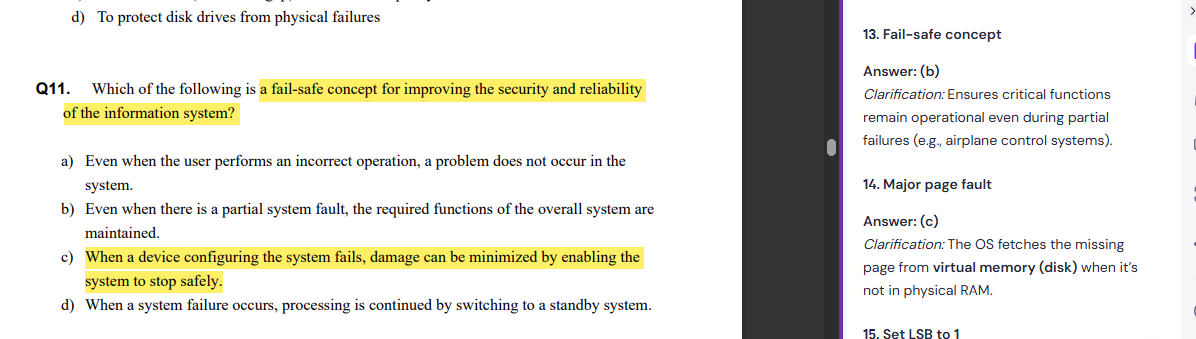 d) To protect disk drives from physical failures
Q11. Which of the following is a fail-safe concept for improving the security and reliability
of the information system?
a) Even when the user performs an incorrect operation, a problem does not occur in the
system.
b) Even when there is a partial system fault, the required functions of the overall system are
maintained.
c) When a device configuring the system fails, damage can be minimized by enabling the
system to stop safely.
d) When a system failure occurs, processing is continued by switching to a standby system.
13. Fail-safe concept
Answer: (b)
Clarification: Ensures critical functions
remain operational even during partial
failures (e.g., airplane control systems).
14. Major page fault
Answer: (c)
Clarification: The OS fetches the missing
page from virtual memory (disk) when it's
not in physical RAM.
15. Set LSB to 1